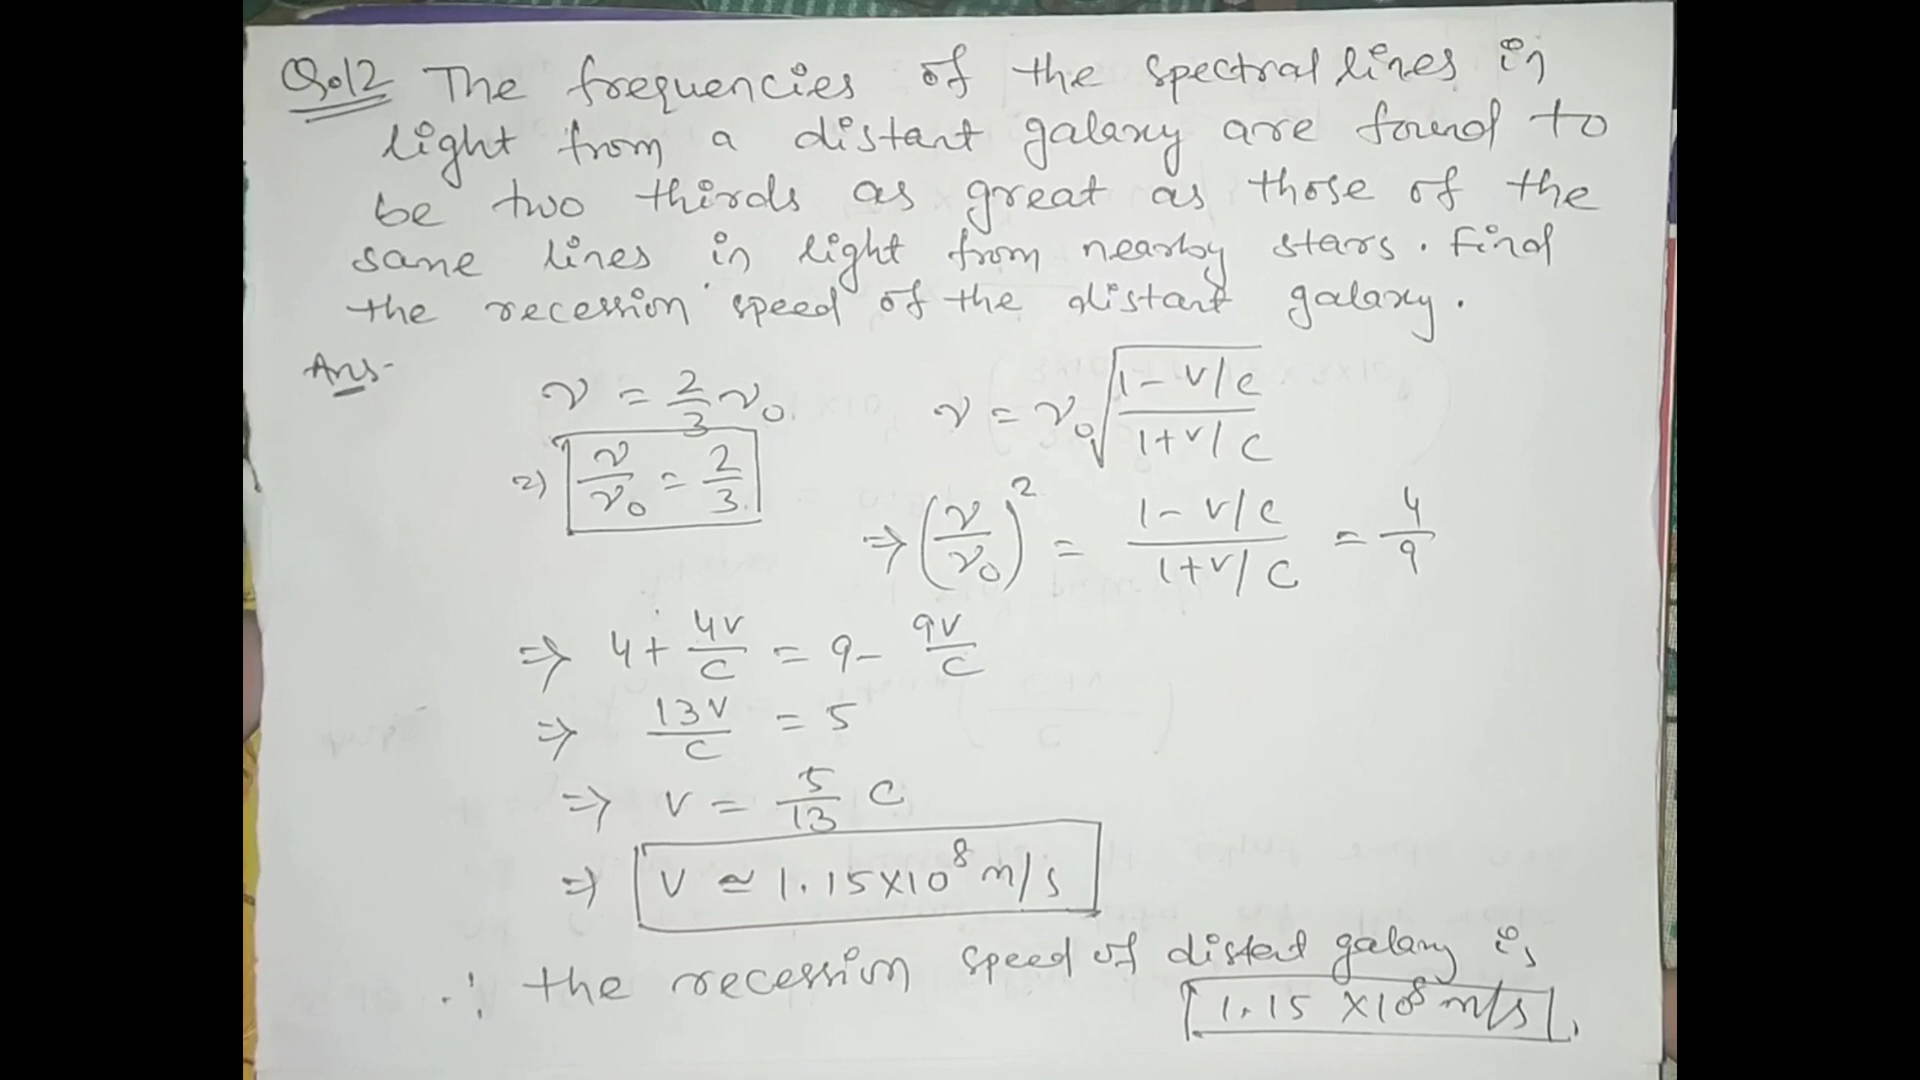 Q.12 The frequencies of the spectral lines in
light from a distant galaxy are found to
be two thirds as great as those of the
same lines in light from nearby stars. Find
the recession speed of the distant galaxy.
Ans-
ν = 2/3 ν₀
ν = ν₀ √((1 - v/c)/(1 + v/c))
⇒ ν/ν₀ = 2/3
⇒ (ν/ν₀)² = (1 - v/c)/(1 + v/c) = 4/9
⇒ 4 + 4v/c = 9 - 9v/c
⇒ 13v/c = 5
⇒ v = 5/13 c
⇒ v ≃ 1.15×10⁸ m/s
∴ the recession speed of distant galaxy is
1.15 ×10⁸ m/s.